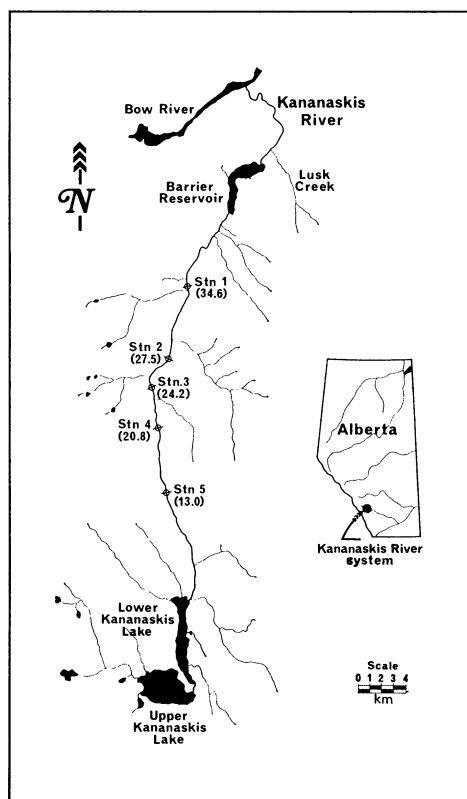 Bow River
Kananaskis
River
Barrier
Reservoir
Lusk
Creek
N
Stn 1
(34.6)
Stn 2
(27.5)
Stn.3
(24.2)
Stn 4
(20.8)
Stn 5
(13.0)
Alberta
Kananaskis River
system
Lower
Kananaskis
Lake
Upper
Kananaskis
Lake
Scale
0 1 2 3 4
km